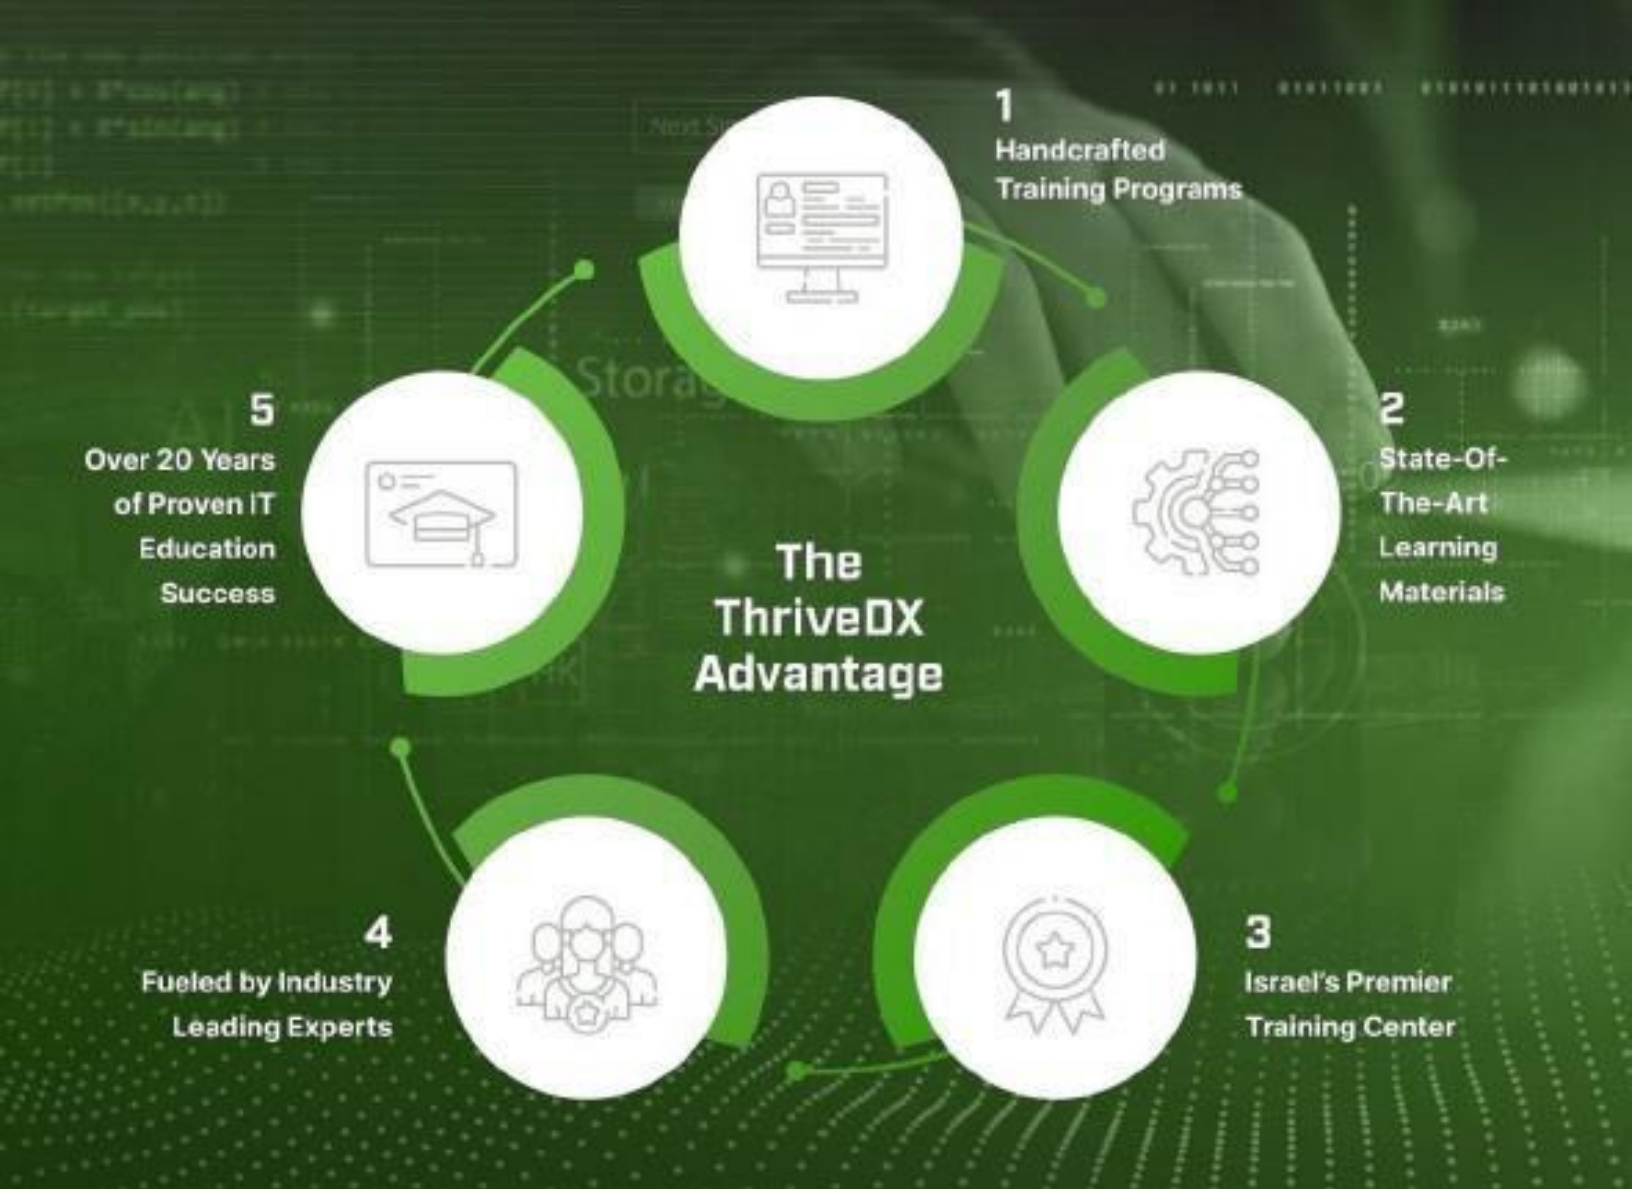 1
Handcrafted
Training Programs
2
State-Of-
The-Art
Learning
Materials
3
Israel's Premier
Training Center
4
Fueled by Industry
Leading Experts
5
Over 20 Years
of Proven IT
Education
Success
The
ThriveDX
Advantage